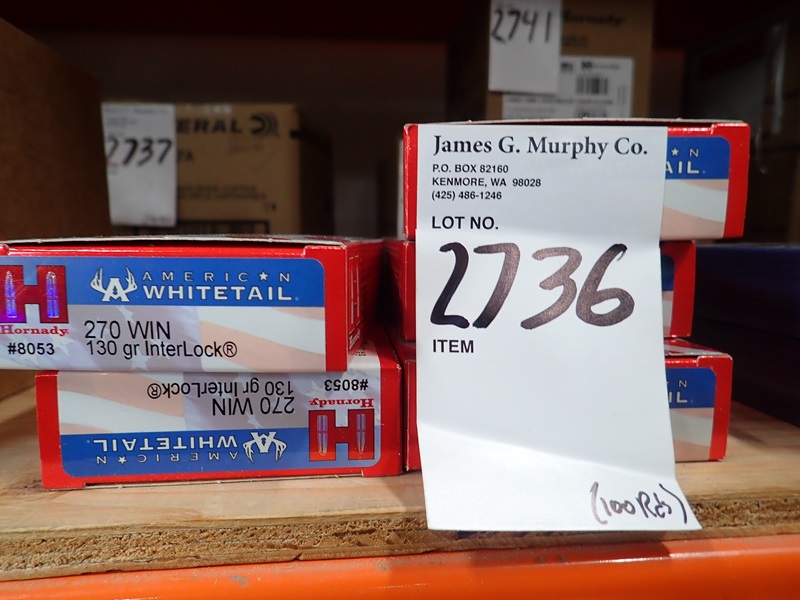 2741
2737
ERAL
James G. Murphy Co.
P.O. BOX 82160
KENMORE, WA 98028
(425) 486-1246
LOT NO.
2736
ITEM
(100 Rds)
AMERICAN
WHITETAIL
H
Hornady
270 WIN
#8053
130 gr InterLock®
#8053
130 gr InterLock®
Hornady
270 WIN
H
WHITETAIL
AMERICAN
AN
AIL
N
AIL